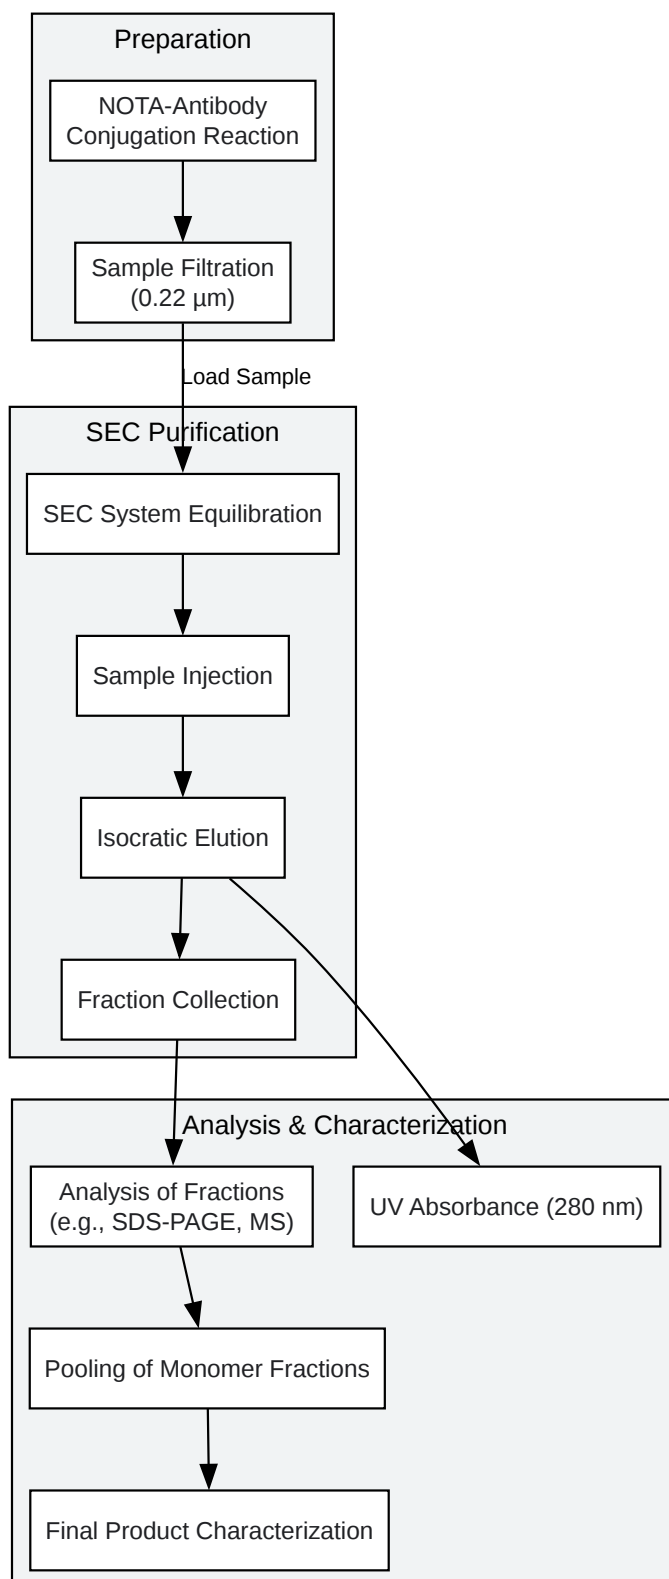 Preparation
NOTA-Antibody
Conjugation Reaction
Sample Filtration
(0.22 µm)
Load Sample
SEC Purification
SEC System Equilibration
Sample Injection
Isocratic Elution
Fraction Collection
Analysis & Characterization
Analysis of Fractions
(e.g., SDS-PAGE, MS)
UV Absorbance (280 nm)
Pooling of Monomer Fractions
Final Product Characterization